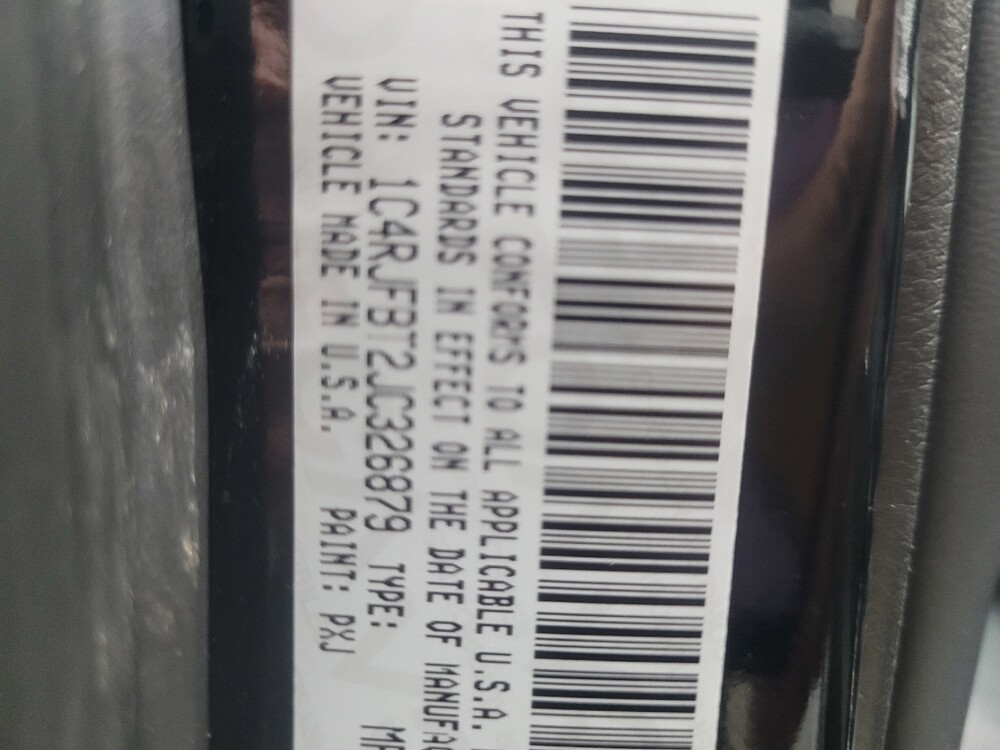 THIS VEHICLE CONFORMS TO ALL APPLICABLE U.S.A.
STANDARDS IN EFFECT ON THE DATE OF MANUFAC
VIN: 1C4RJFBT2JC326879 TYPE:
VEHICLE MADE IN U.S.A. PAINT: PXJ